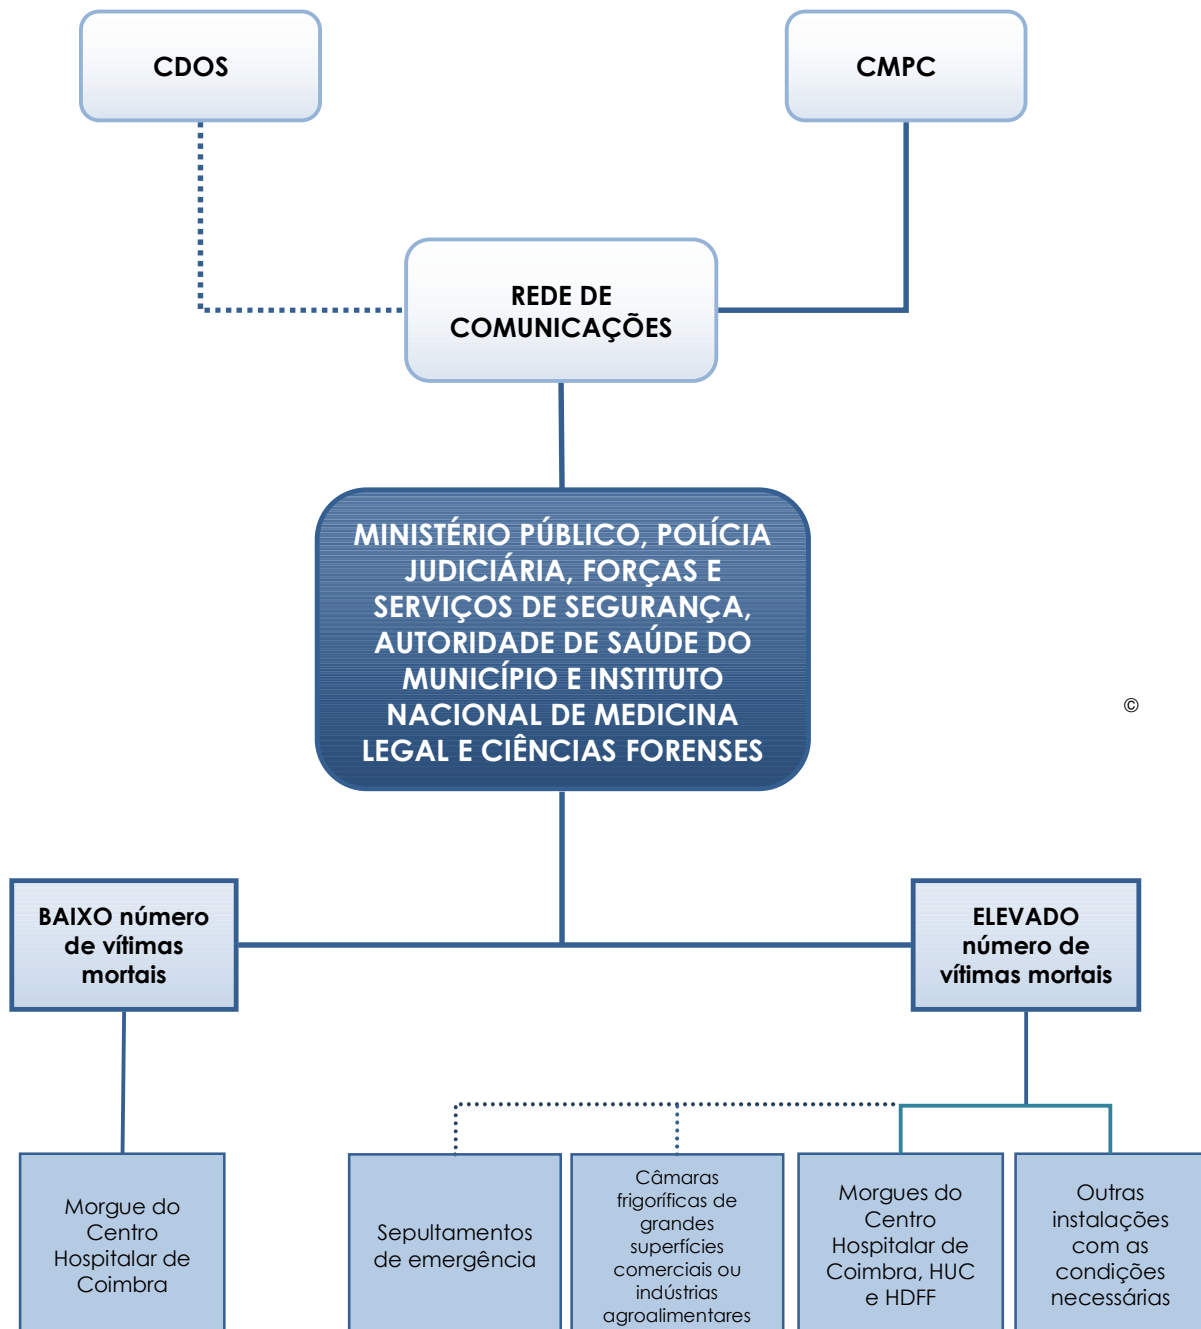 CDOS
CMPC
REDE DE
COMUNICAÇÕES
MINISTÉRIO PÚBLICO, POLÍCIA
JUDICIÁRIA, FORÇAS E
SERVIÇOS DE SEGURANÇA,
AUTORIDADE DE SAÚDE DO
MUNICÍPIO E INSTITUTO
NACIONAL DE MEDICINA
LEGAL E CIÊNCIAS FORENSES
©
BAIXO número
de vítimas
mortais
ELEVADO
número de
vítimas mortais
Morgue do
Centro
Hospitalar de
Coimbra
Sepultamentos
de emergência
Câmaras
frigoríficas de
grandes
superfícies
comerciais ou
indústrias
agroalimentares
Morgues do
Centro
Hospitalar de
Coimbra, HUC
e HDFF
Outras
instalações
com as
condições
necessárias